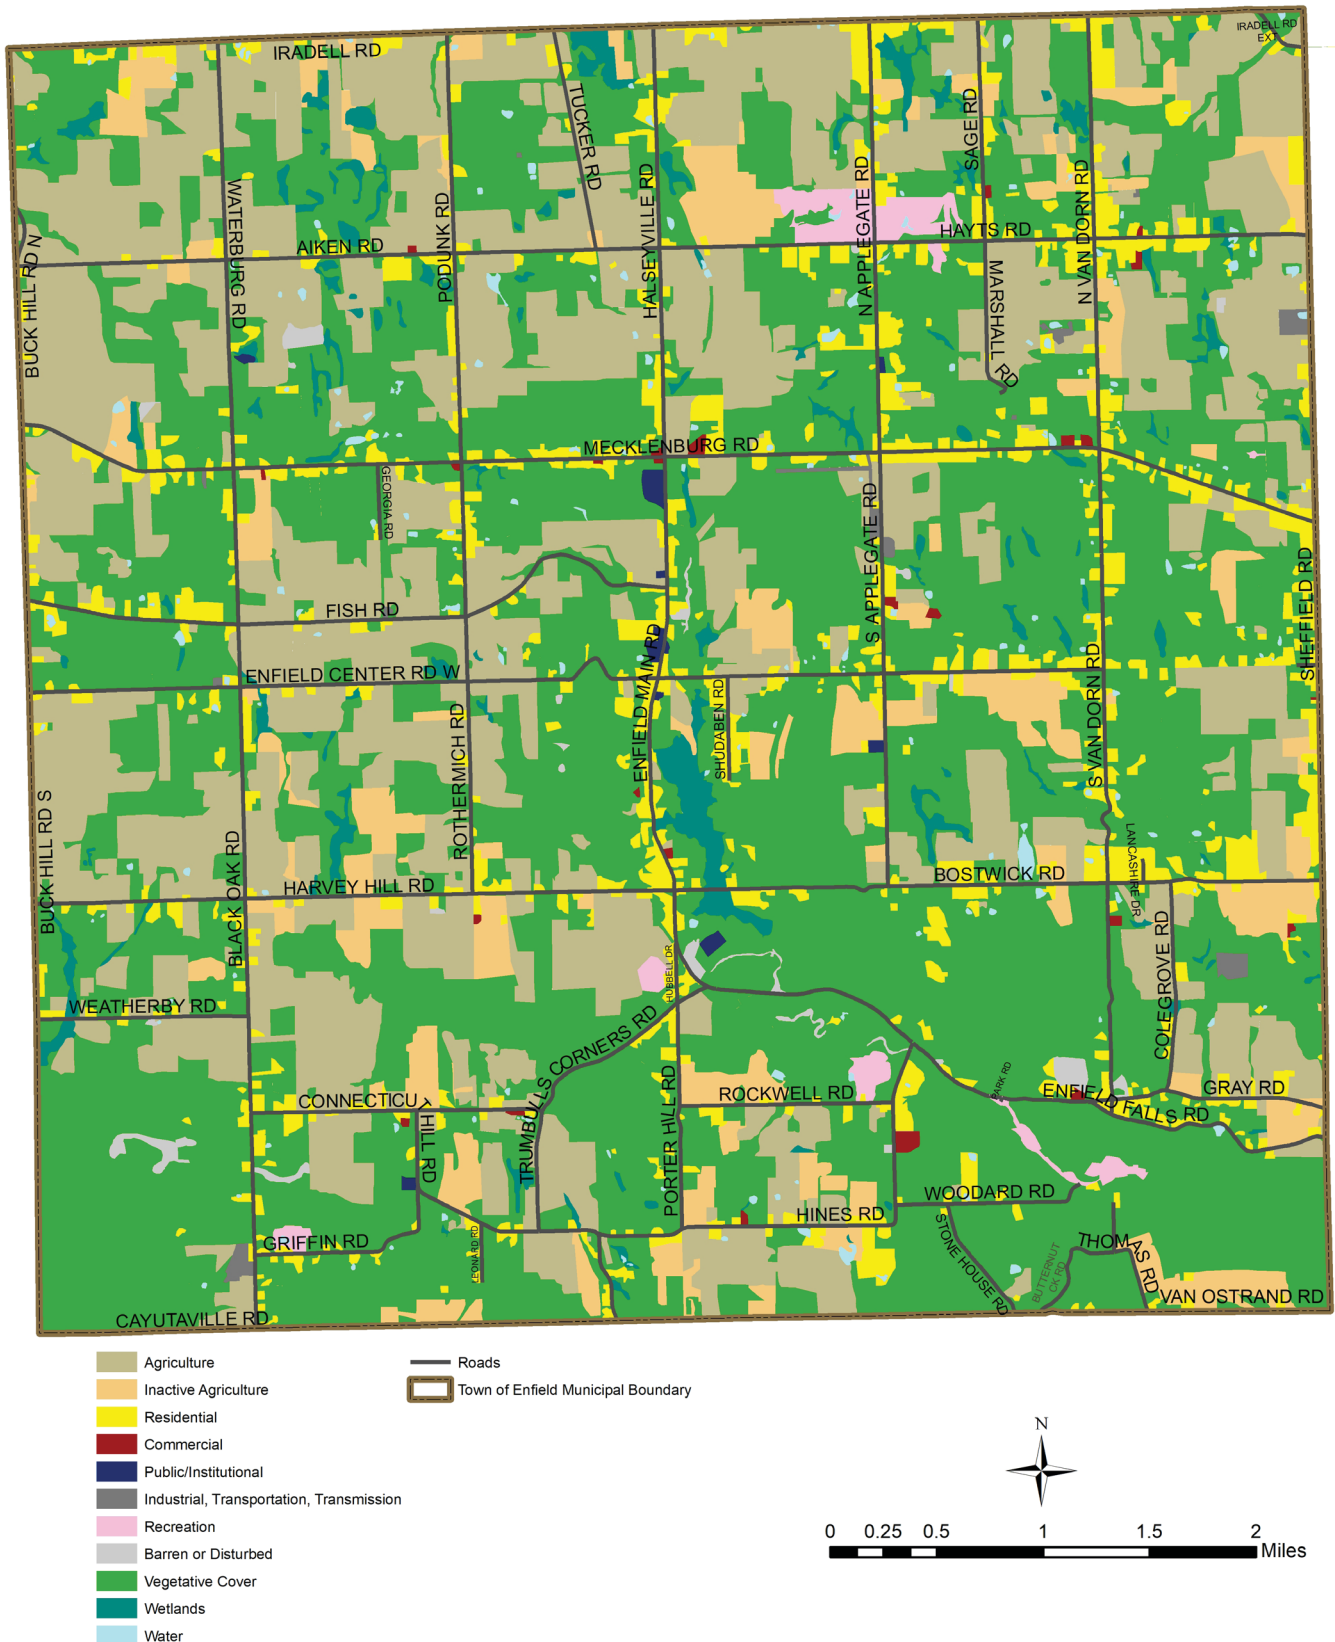 IRADELL RD
IRADELL RD
EXT
TUCKER RD
SAGE RD
WATERBURG RD
PODUNK RD
HALSEYVILLE RD
N APPLEGATE RD
N VAN DORN RD
HAYTS RD
AIKEN RD
BUCK HILL RD N
MARSHALL RD
MECKLENBURG RD
GEORGIA RD
S APPLEGATE RD
SHEFFIELD RD
FISH RD
ENFIELD MAIN RD
ENFIELD CENTER RD W
S VAN DORN RD
SHUDABEN RD
ROTHERMICH RD
BUCK HILL RD S
BLACK OAK RD
LANCASHIRE DR
HARVEY HILL RD
BOSTWICK RD
COLEGROVE RD
HUBBELL DR
WEATHERBY RD
TRUMBULLS CORNERS RD
PORTER HILL RD
ROCKWELL RD
PARK RD
ENFIELD FALLS RD
GRAY RD
CONNECTICUT
HILL RD
WOODARD RD
HINES RD
GRIFFIN RD
LEONARD RD
STONE HOUSE RD
BUTTERNUT
CK RD
THOMAS RD
VAN OSTRAND RD
CAYUTAVILLE RD
Agriculture
Roads
Inactive Agriculture
Town of Enfield Municipal Boundary
Residential
Commercial
Public/Institutional
Industrial, Transportation, Transmission
Recreation
Barren or Disturbed
Vegetative Cover
Wetlands
Water
N
0 0.25 0.5 1 1.5 2
Miles